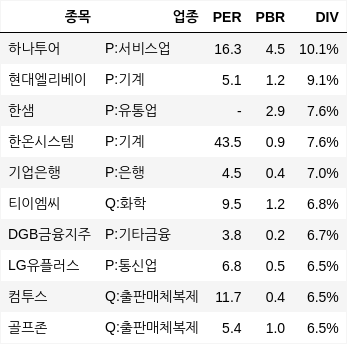 종목 업종 PER PBR DIV
하나투어 P:서비스업 16.3 4.5 10.1%
현대엘리베이 P:기계 5.1 1.2 9.1%
한샘 P:유통업 - 2.9 7.6%
한온시스템 P:기계 43.5 0.9 7.6%
기업은행 P:은행 4.5 0.4 7.0%
티이엠씨 Q:화학 9.5 1.2 6.8%
DGB금융지주 P:기타금융 3.8 0.2 6.7%
LG유플러스 P:통신업 6.8 0.5 6.5%
컴투스 Q:출판매체복제 11.7 0.4 6.5%
골프존 Q:출판매체복제 5.4 1.0 6.5%